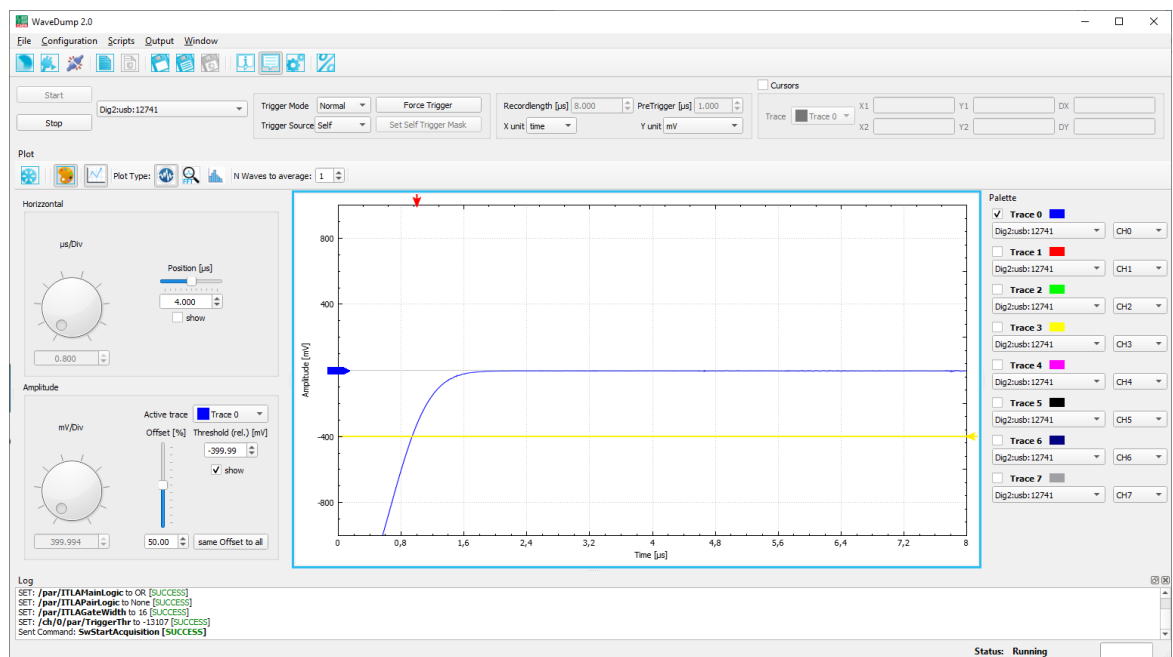 WaveDump 2.0
File Configuration Scripts Output Window
Start
Stop
Dig2:usb:12741
Trigger Mode Normal Force Trigger
Trigger Source Self Set Self Trigger Mask
Recordlength [µs] 8.000 PreTrigger [µs] 1.000
X unit time Y unit mV
Cursors
Trace Trace 0
X1 Y1 DX
X2 Y2 DY
Plot
Plot Type: FFT N Waves to average: 1
Horizzontal
µs/Div
0.800
Position [µs]
4.000
show
Amplitude
mV/Div
399.994
Active trace Trace 0
Offset [%] Threshold (rel.) [mV]
-399.99
show
50.00 same Offset to all
Amplitude [mV]
800
400
0
-400
-800
0 0,8 1,6 2,4 3,2 4 4,8 5,6 6,4 7,2 8
Time [µs]
Palette
Trace 0
Dig2:usb:12741 CH0
Trace 1
Dig2:usb:12741 CH1
Trace 2
Dig2:usb:12741 CH2
Trace 3
Dig2:usb:12741 CH3
Trace 4
Dig2:usb:12741 CH4
Trace 5
Dig2:usb:12741 CH5
Trace 6
Dig2:usb:12741 CH6
Trace 7
Dig2:usb:12741 CH7
Log
SET: /par/ITLAMainLogic to OR [SUCCESS]
SET: /par/ITLAPairLogic to None [SUCCESS]
SET: /par/ITLAGateWidth to 16 [SUCCESS]
SET: /ch/0/par/TriggerThr to -13107 [SUCCESS]
Sent Command: SwStartAcquisition [SUCCESS]
Status: Running